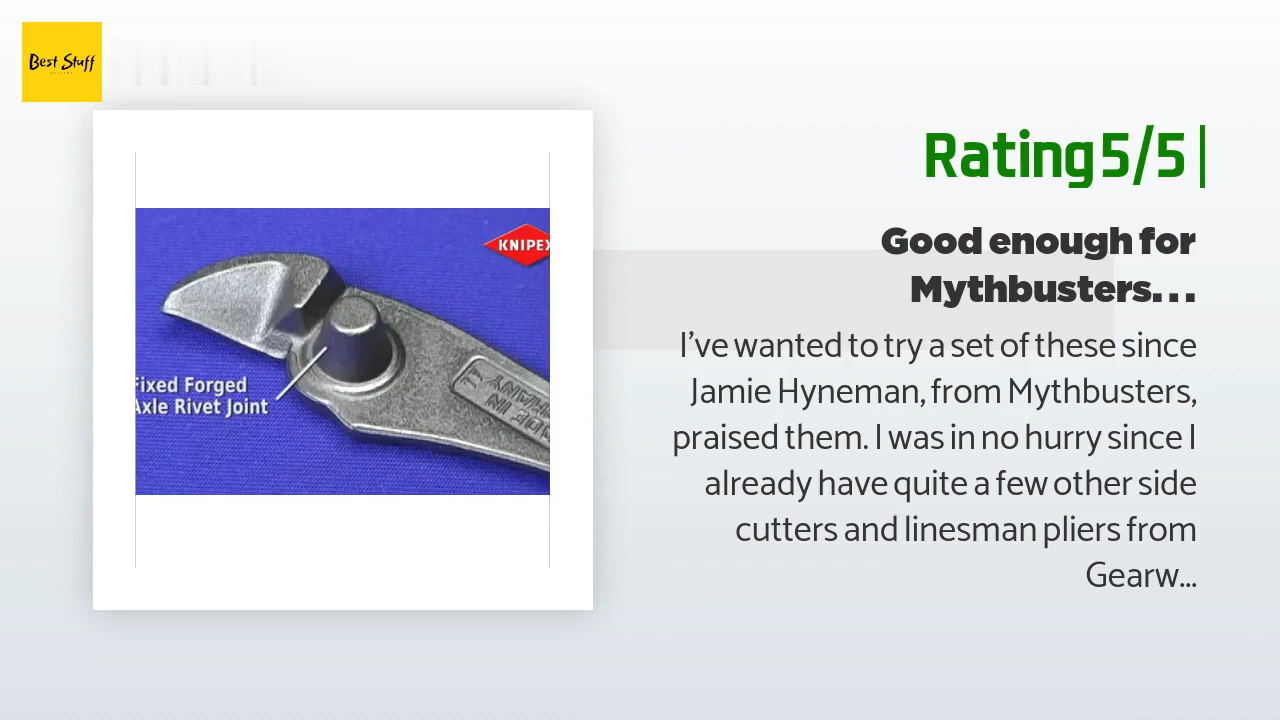 Best Stuff
Rating 5/5
Good enough for
Mythbusters...
I've wanted to try a set of these since
Jamie Hyneman, from Mythbusters,
praised them. I was in no hurry since I
already have quite a few other side
cutters and linesman pliers from
Gearw...
KNIPEX
Fixed Forged
Axle Rivet Joint